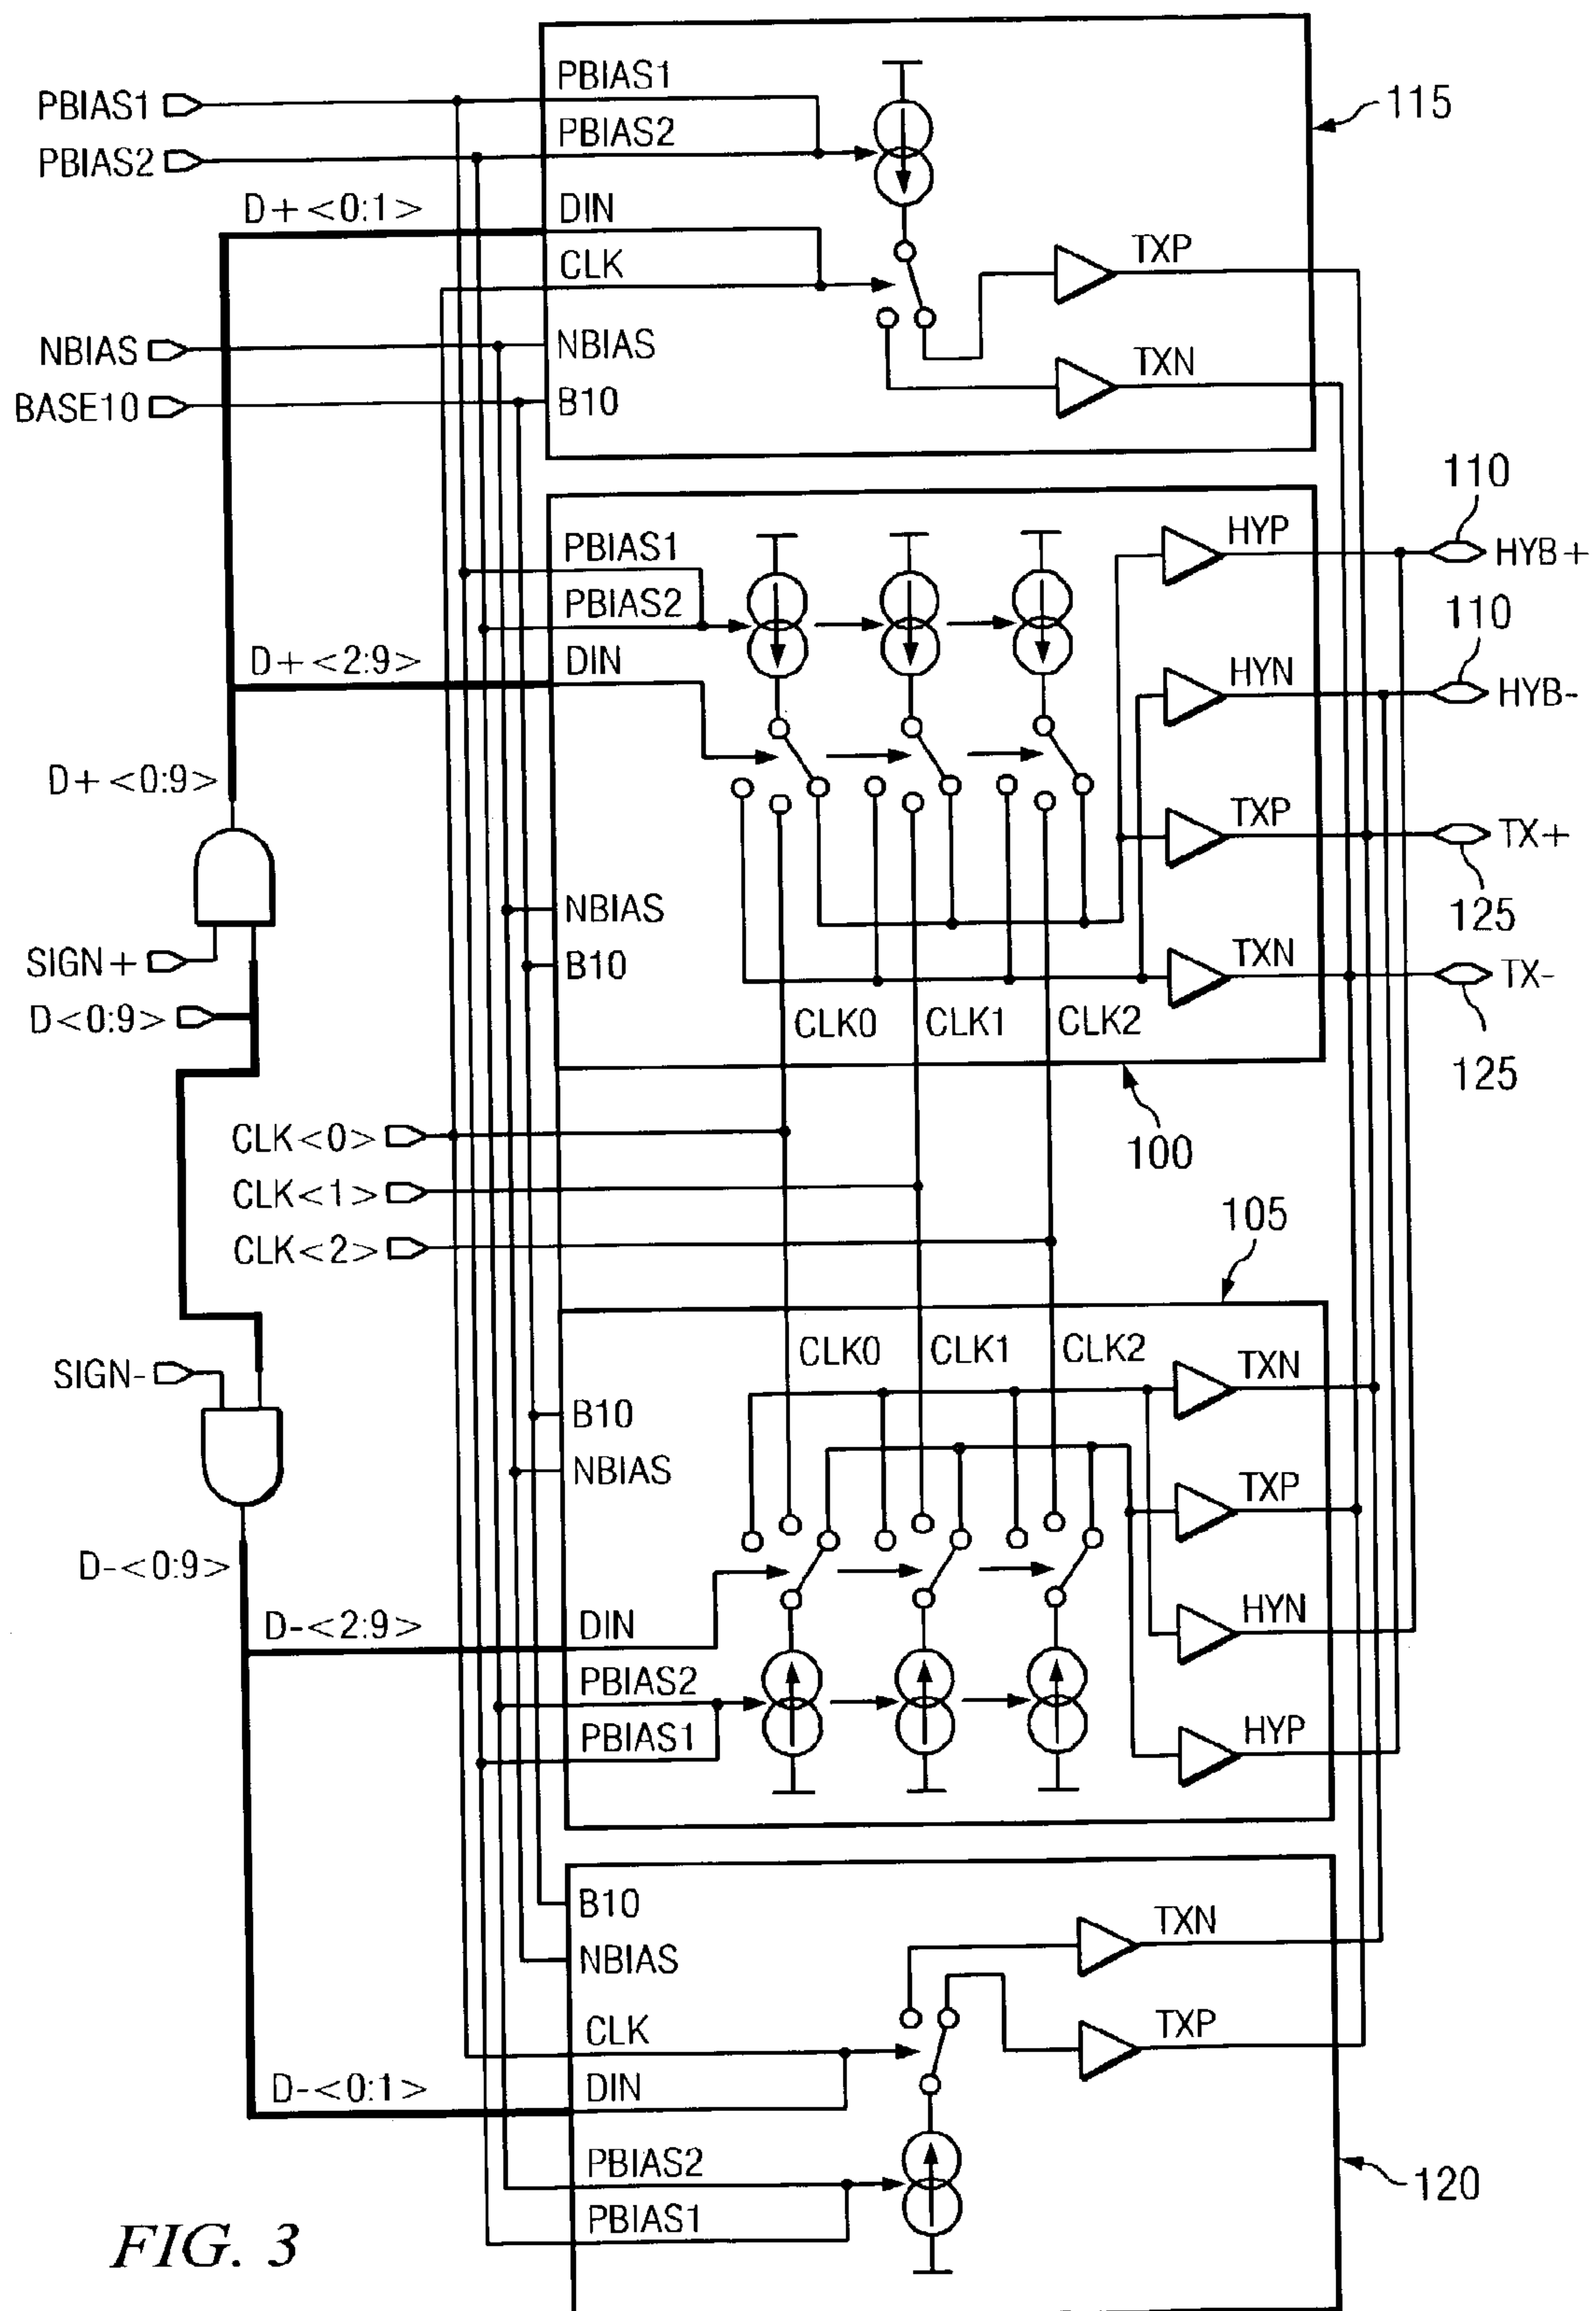 PBIAS1
PBIAS2
D+<0:1>
NBIAS
BASE10
PBIAS1
PBIAS2
DIN
CLK
NBIAS
B10
TXP
TXN
115
D+<2:9>
D+<0:9>
SIGN+
D<0:9>
PBIAS1
PBIAS2
DIN
NBIAS
B10
CLK0 CLK1 CLK2
HYP
HYN
TXP
TXN
110
HYB+
110
HYB-
TX+
125
TX-
125
100
CLK<0>
CLK<1>
CLK<2>
105
SIGN-
D-<0:9>
D-<2:9>
CLK0 CLK1 CLK2
B10
NBIAS
DIN
PBIAS2
PBIAS1
TXN
TXP
HYN
HYP
D-<0:1>
B10
NBIAS
CLK
DIN
PBIAS2
PBIAS1
TXN
TXP
120
FIG. 3